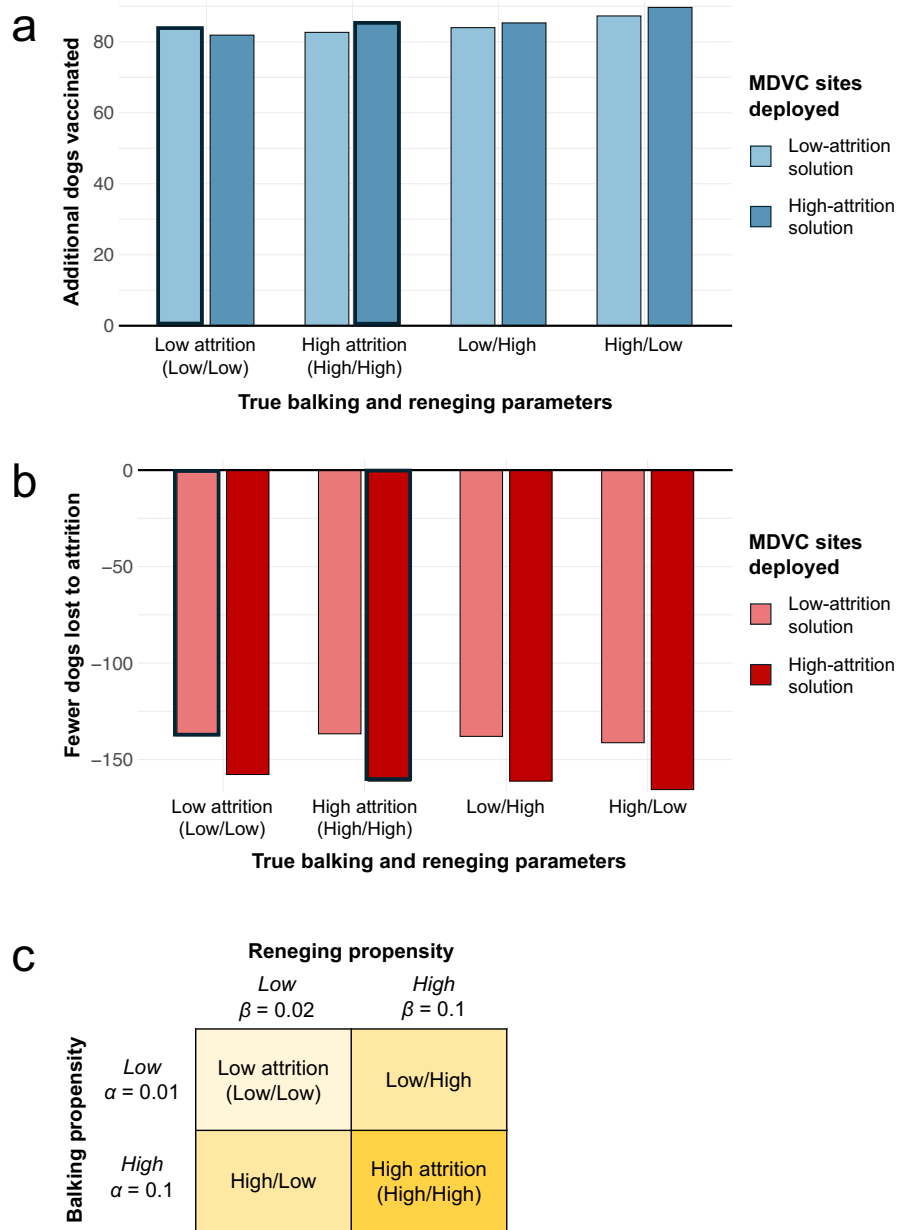 a
Additional dogs vaccinated
80
60
40
20
0
Low attrition
(Low/Low)
High attrition
(High/High)
Low/High
High/Low
True balking and reneging parameters
MDVC sites
deployed
Low-attrition
solution
High-attrition
solution
b
Fewer dogs lost to attrition
0
−50
−100
−150
Low attrition
(Low/Low)
High attrition
(High/High)
Low/High
High/Low
True balking and reneging parameters
MDVC sites
deployed
Low-attrition
solution
High-attrition
solution
c
Reneging propensity
Low
β = 0.02
High
β = 0.1
Balking propensity
Low
α = 0.01
Low attrition
(Low/Low)
Low/High
High
α = 0.1
High/Low
High attrition
(High/High)